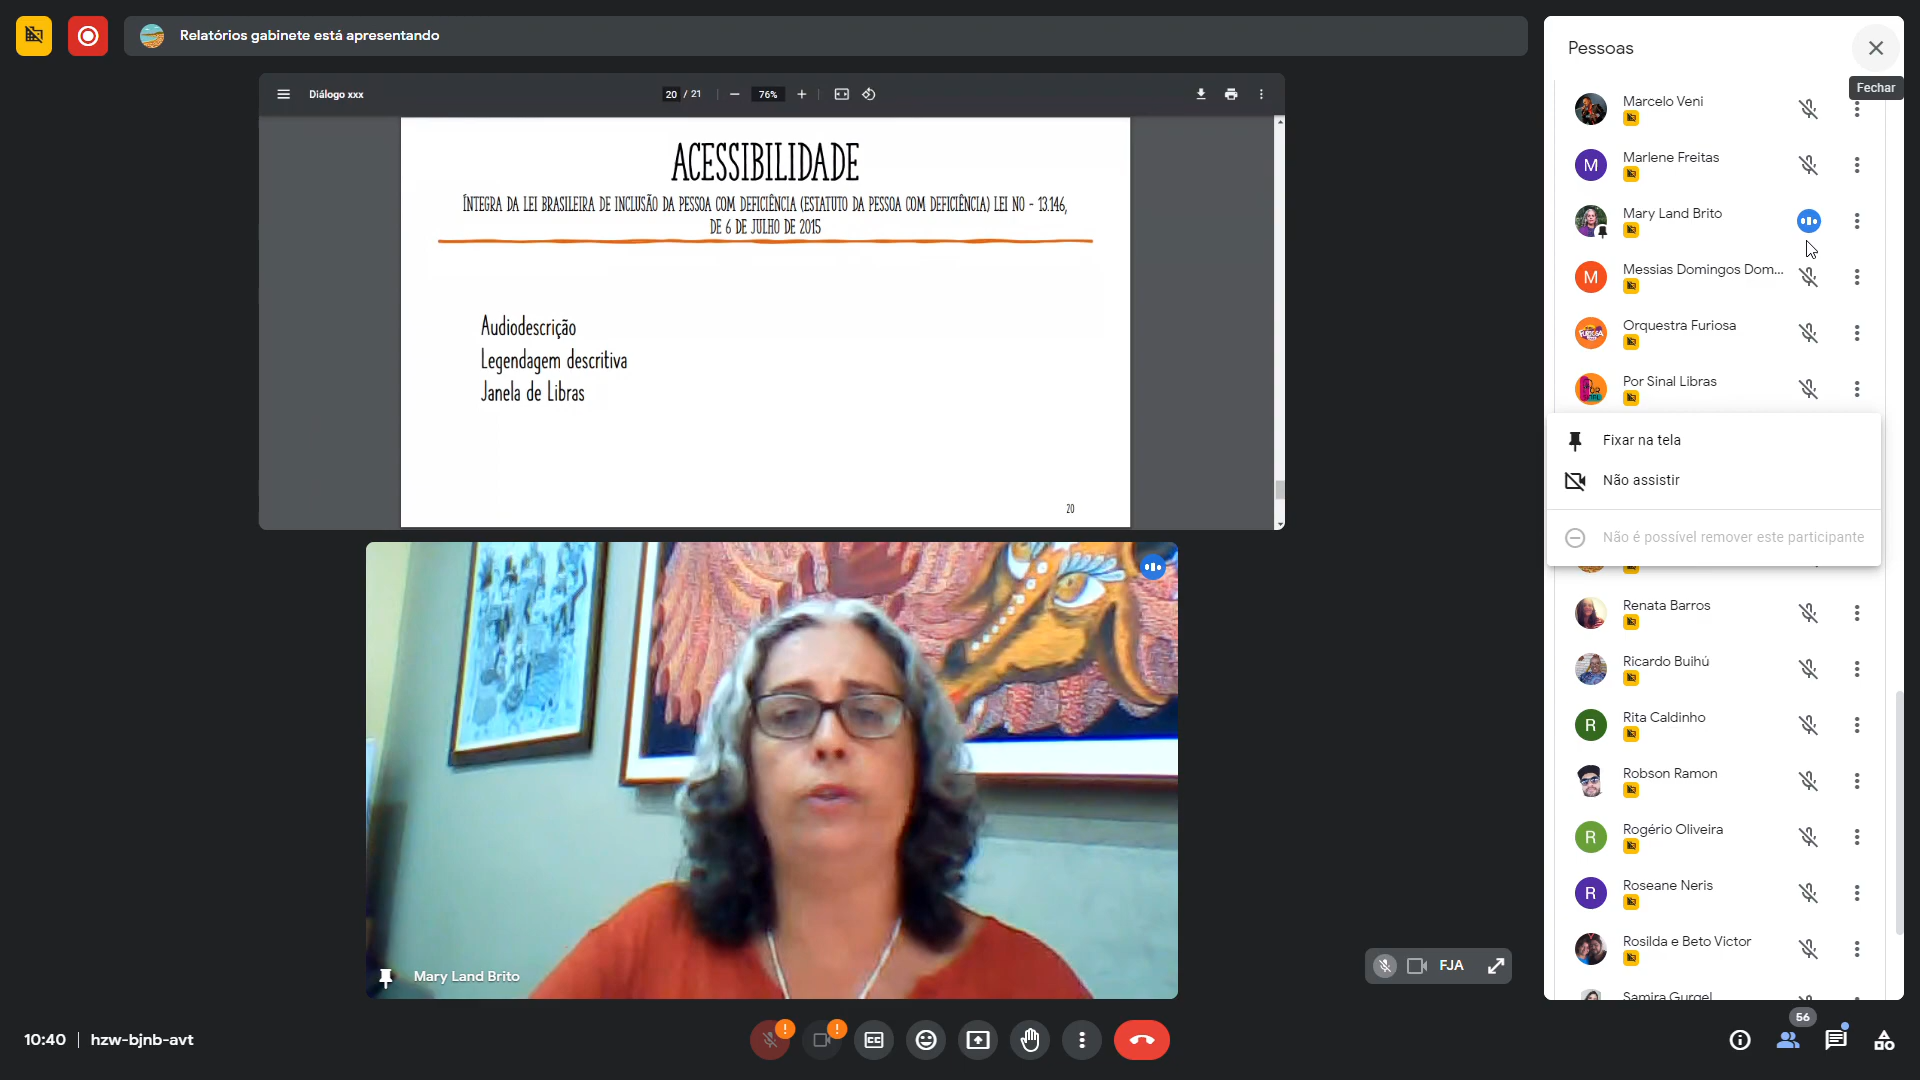 Relatórios gabinete está apresentando
Diálogo xxx
20 / 21
76%
ACESSIBILIDADE
ÍNTEGRA DA LEI BRASILEIRA DE INCLUSÃO DA PESSOA COM DEFICIÊNCIA (ESTATUTO DA PESSOA COM DEFICIÊNCIA) LEI NO - 13.146,
DE 6 DE JULHO DE 2015
Audiodescrição
Legendagem descritiva
Janela de Libras
20
Mary Land Brito
FJA
Pessoas
Fechar
Marcelo Veni
M
Marlene Freitas
Mary Land Brito
M
Messias Domingos Dom...
Orquestra Furiosa
Por Sinal Libras
Fixar na tela
Não assistir
Não é possível remover este participante
Renata Barros
Ricardo Buihú
R
Rita Caldinho
Robson Ramon
R
Rogério Oliveira
R
Roseane Neris
Rosilda e Beto Victor
Samira Gurgel
10:40
hzw-bjnb-avt
56